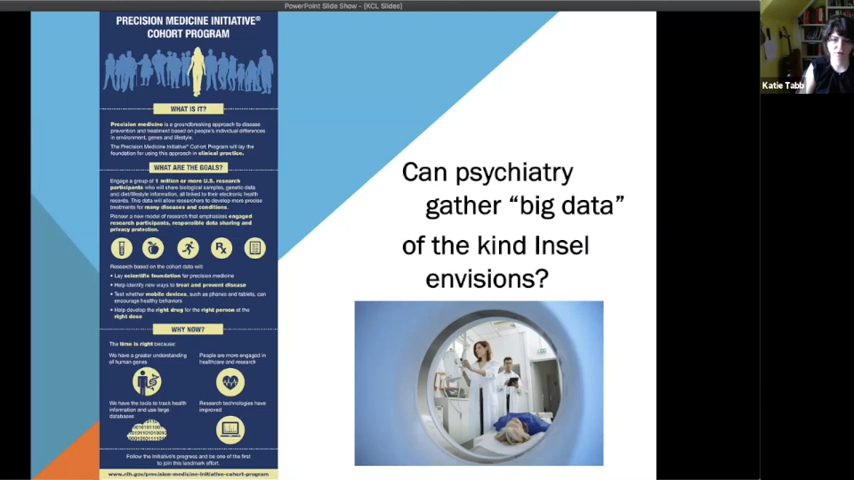 PowerPoint Slide Show - [KCL Slides]
PRECISION MEDICINE INITIATIVE®
COHORT PROGRAM
WHAT IS IT?
Precision medicine is a groundbreaking approach to disease
prevention and treatment based on people's individual differences
in environment, genes and lifestyle.
The Precision Medicine Initiative® Cohort Program will lay the
foundation for using this approach in clinical practice.
WHAT ARE THE GOALS?
Engage a group of 1 million or more U.S. research
participants who will share biological samples, genetic data
and diet/lifestyle information, all linked to their electronic health
records. This data will allow researchers to develop more precise
treatments for many diseases and conditions.
Pioneer a new model of research that emphasizes engaged
research participants, responsible data sharing and
privacy protection.
Rx
Research based on the cohort data will:
• Lay scientific foundation for precision medicine
• Help identify new ways to treat and prevent disease
• Test whether mobile devices, such as phones and tablets, can
encourage healthy behaviors
• Help develop the right drug for the right person at the
right dose
WHY NOW?
The time is right because:
We have a greater understanding
of human genes
People are more engaged in
healthcare and research
We have the tools to track health
information and use large
databases
Research technologies have
improved
Follow the Initiative's progress and be one of the first
to join this landmark effort.
www.nih.gov/precision-medicine-initiative-cohort-program
Can psychiatry
gather “big data”
of the kind Insel
envisions?
Katie Tabb